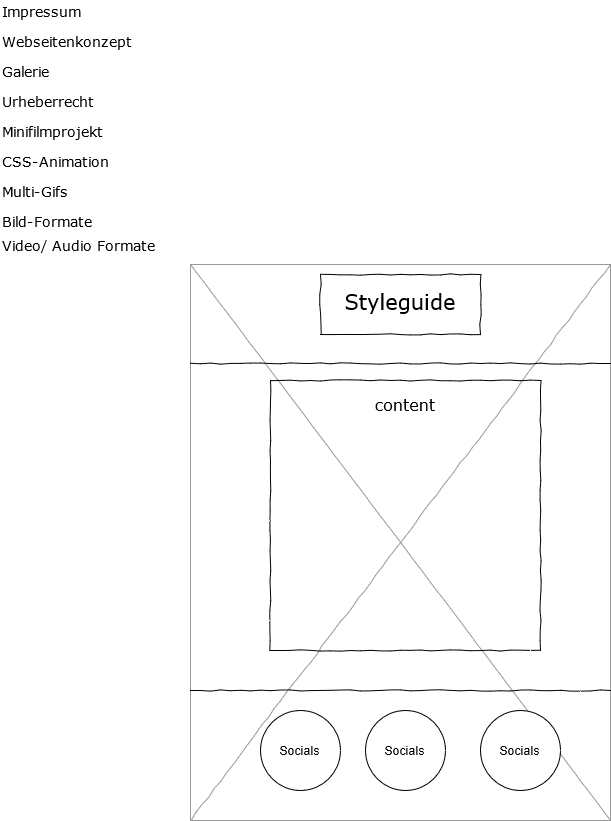 Impressum
Webseitenkonzept
Galerie
Urheberrecht
Minifilmprojekt
CSS-Animation
Multi-Gifs
Bild-Formate
Video/ Audio Formate
Styleguide
content
Socials Socials Socials